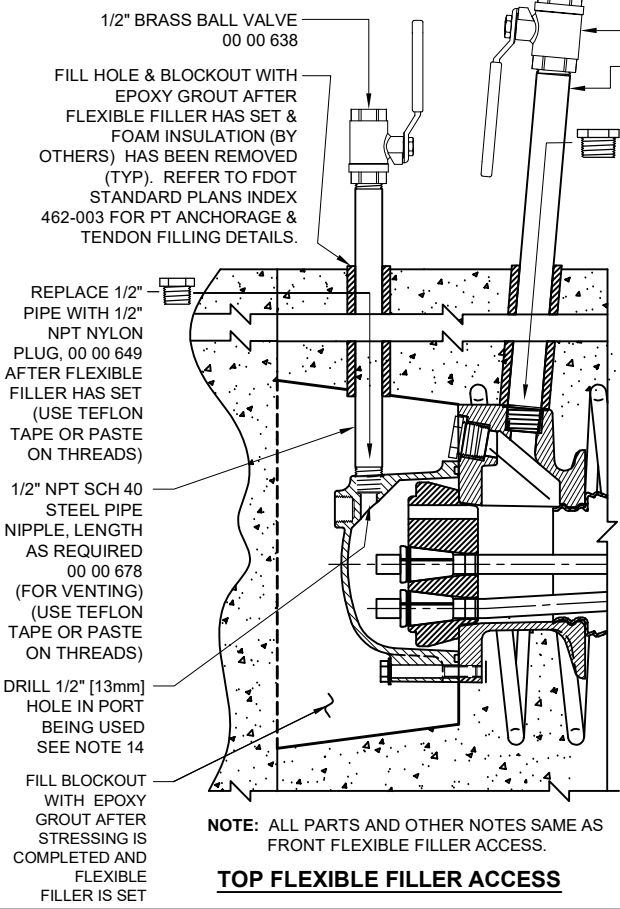 1/2" BRASS BALL VALVE
00 00 638
FILL HOLE & BLOCKOUT WITH
EPOXY GROUT AFTER
FLEXIBLE FILLER HAS SET &
FOAM INSULATION (BY
OTHERS) HAS BEEN REMOVED
(TYP). REFER TO FDOT
STANDARD PLANS INDEX
462-003 FOR PT ANCHORAGE &
TENDON FILLING DETAILS.
REPLACE 1/2"
PIPE WITH 1/2"
NPT NYLON
PLUG, 00 00 649
AFTER FLEXIBLE
FILLER HAS SET
(USE TEFLON
TAPE OR PASTE
ON THREADS)
1/2" NPT SCH 40
STEEL PIPE
NIPPLE, LENGTH
AS REQUIRED
00 00 678
(FOR VENTING)
(USE TEFLON
TAPE OR PASTE
ON THREADS)
DRILL 1/2" [13mm]
HOLE IN PORT
BEING USED
SEE NOTE 14
FILL BLOCKOUT
WITH EPOXY
GROUT AFTER
STRESSING IS
COMPLETED AND
FLEXIBLE
FILLER IS SET
NOTE: ALL PARTS AND OTHER NOTES SAME AS
FRONT FLEXIBLE FILLER ACCESS.
TOP FLEXIBLE FILLER ACCESS